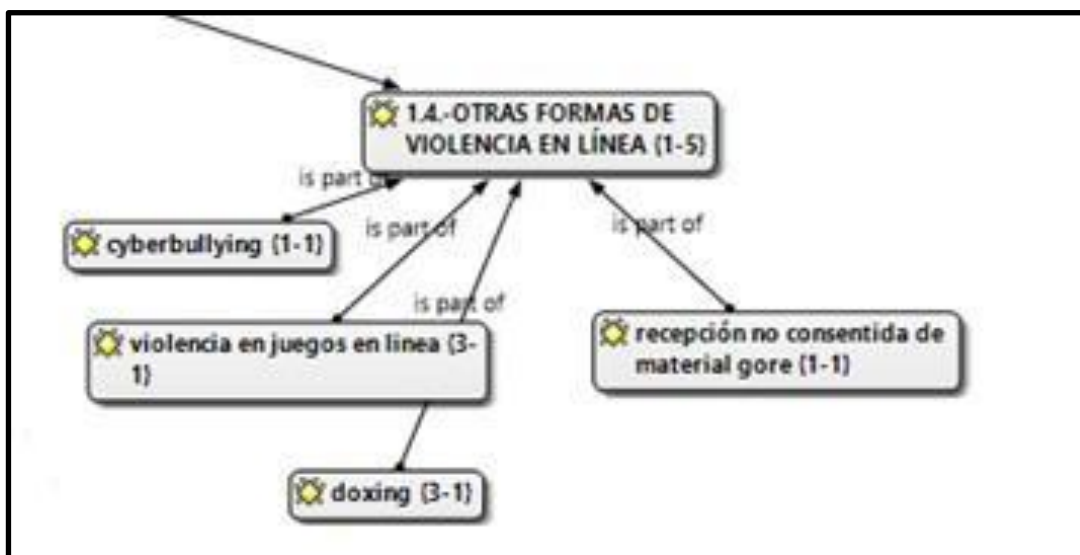 1.4.-OTRAS FORMAS DE
VIOLENCIA EN LÍNEA {1-5}
is part of
cyberbullying {1-1}
is part of
is part of
is part of
violencia en juegos en linea {3-
1}
recepción no consentida de
material gore {1-1}
doxing {3-1}